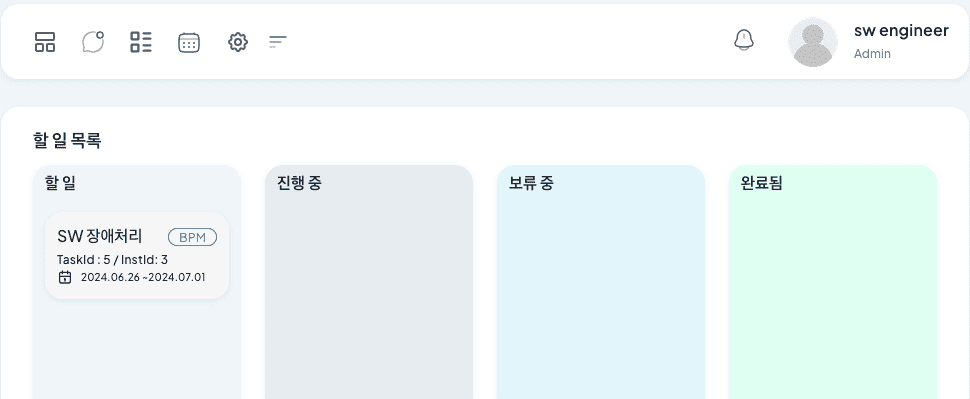 sw engineer
Admin
할 일 목록
할 일
진행 중
보류 중
완료됨
SW 장애처리
BPM
TaskId : 5 / InstId: 3
2024.06.26 ~2024.07.01